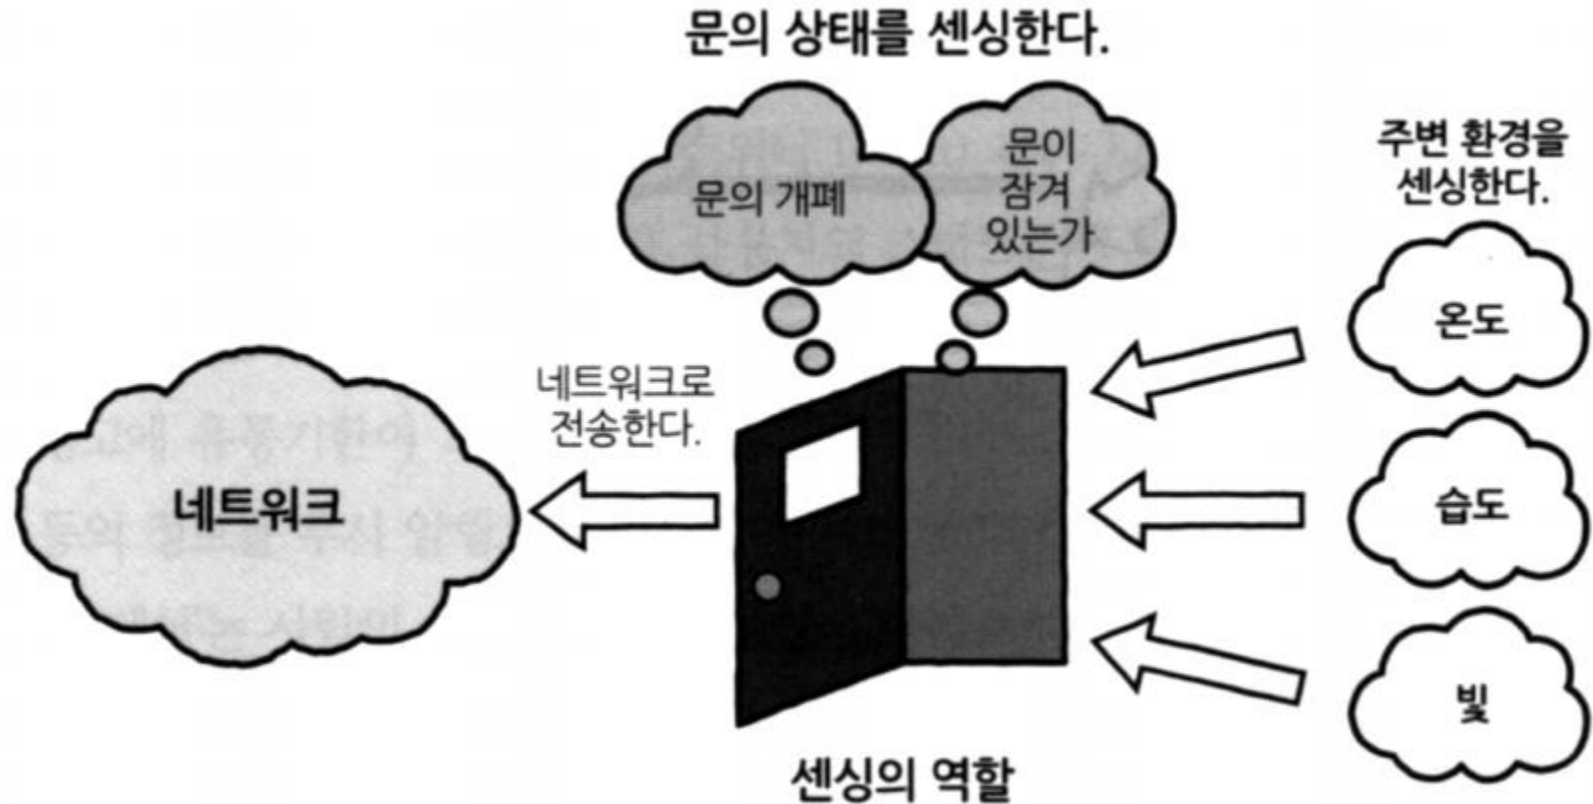 문의 상태를 센싱한다.
문의 개폐
문이
잠겨
있는가
주변 환경을
센싱한다.
온도
습도
빛
네트워크로
전송한다.
네트워크
센싱의 역할